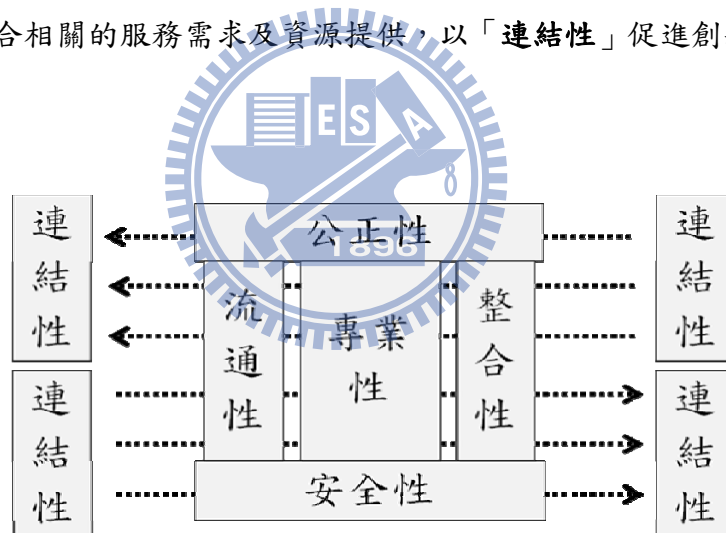 合相關的服務需求及資源提供，以「連結性」促進創
ESA
1896
連結性
公正性
連結性
流通性
專業性
整合性
連結性
安全性
連結性